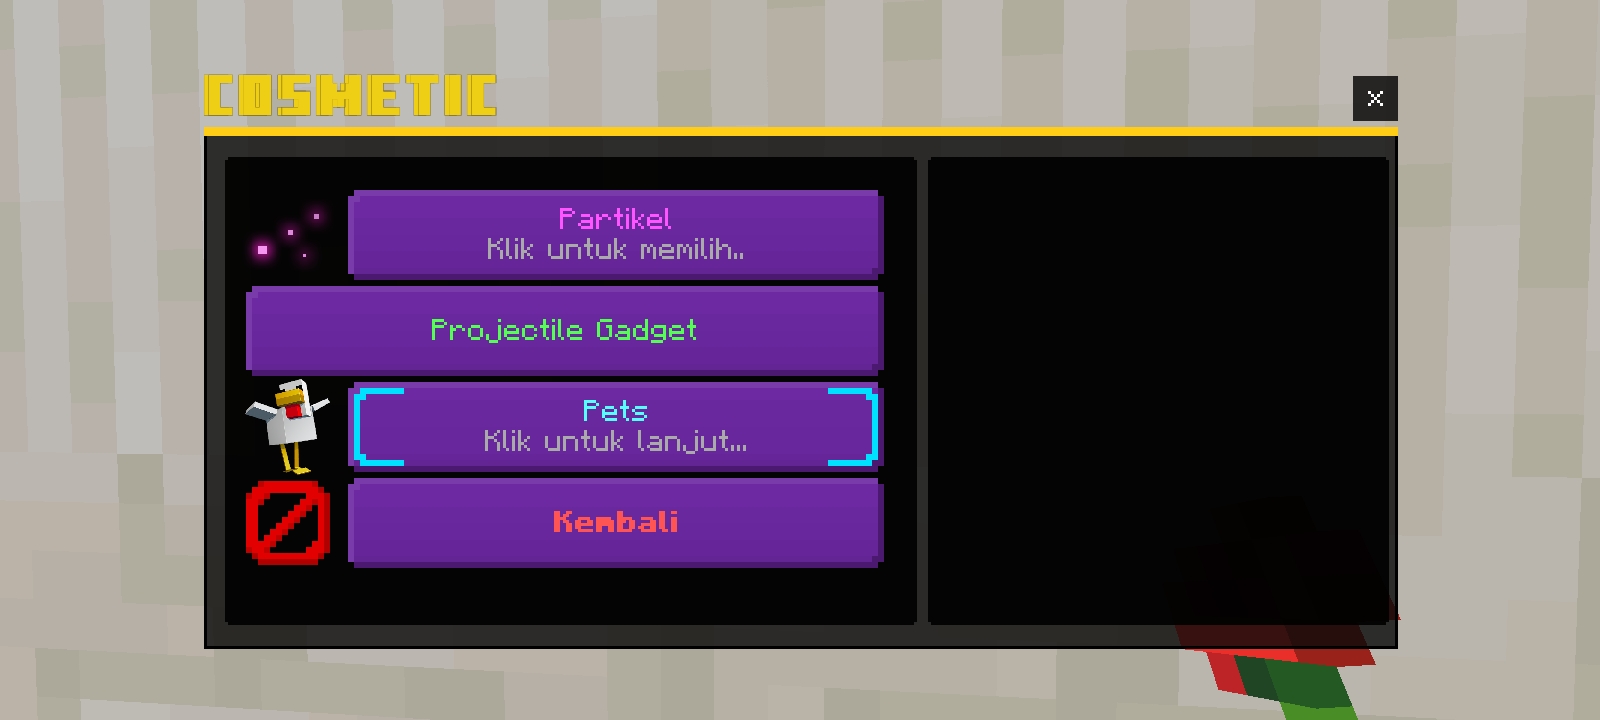 COSMETIC
Partikel
Klik untuk memilih..
Projectile Gadget
Pets
Klik untuk lanjut...
Kembali